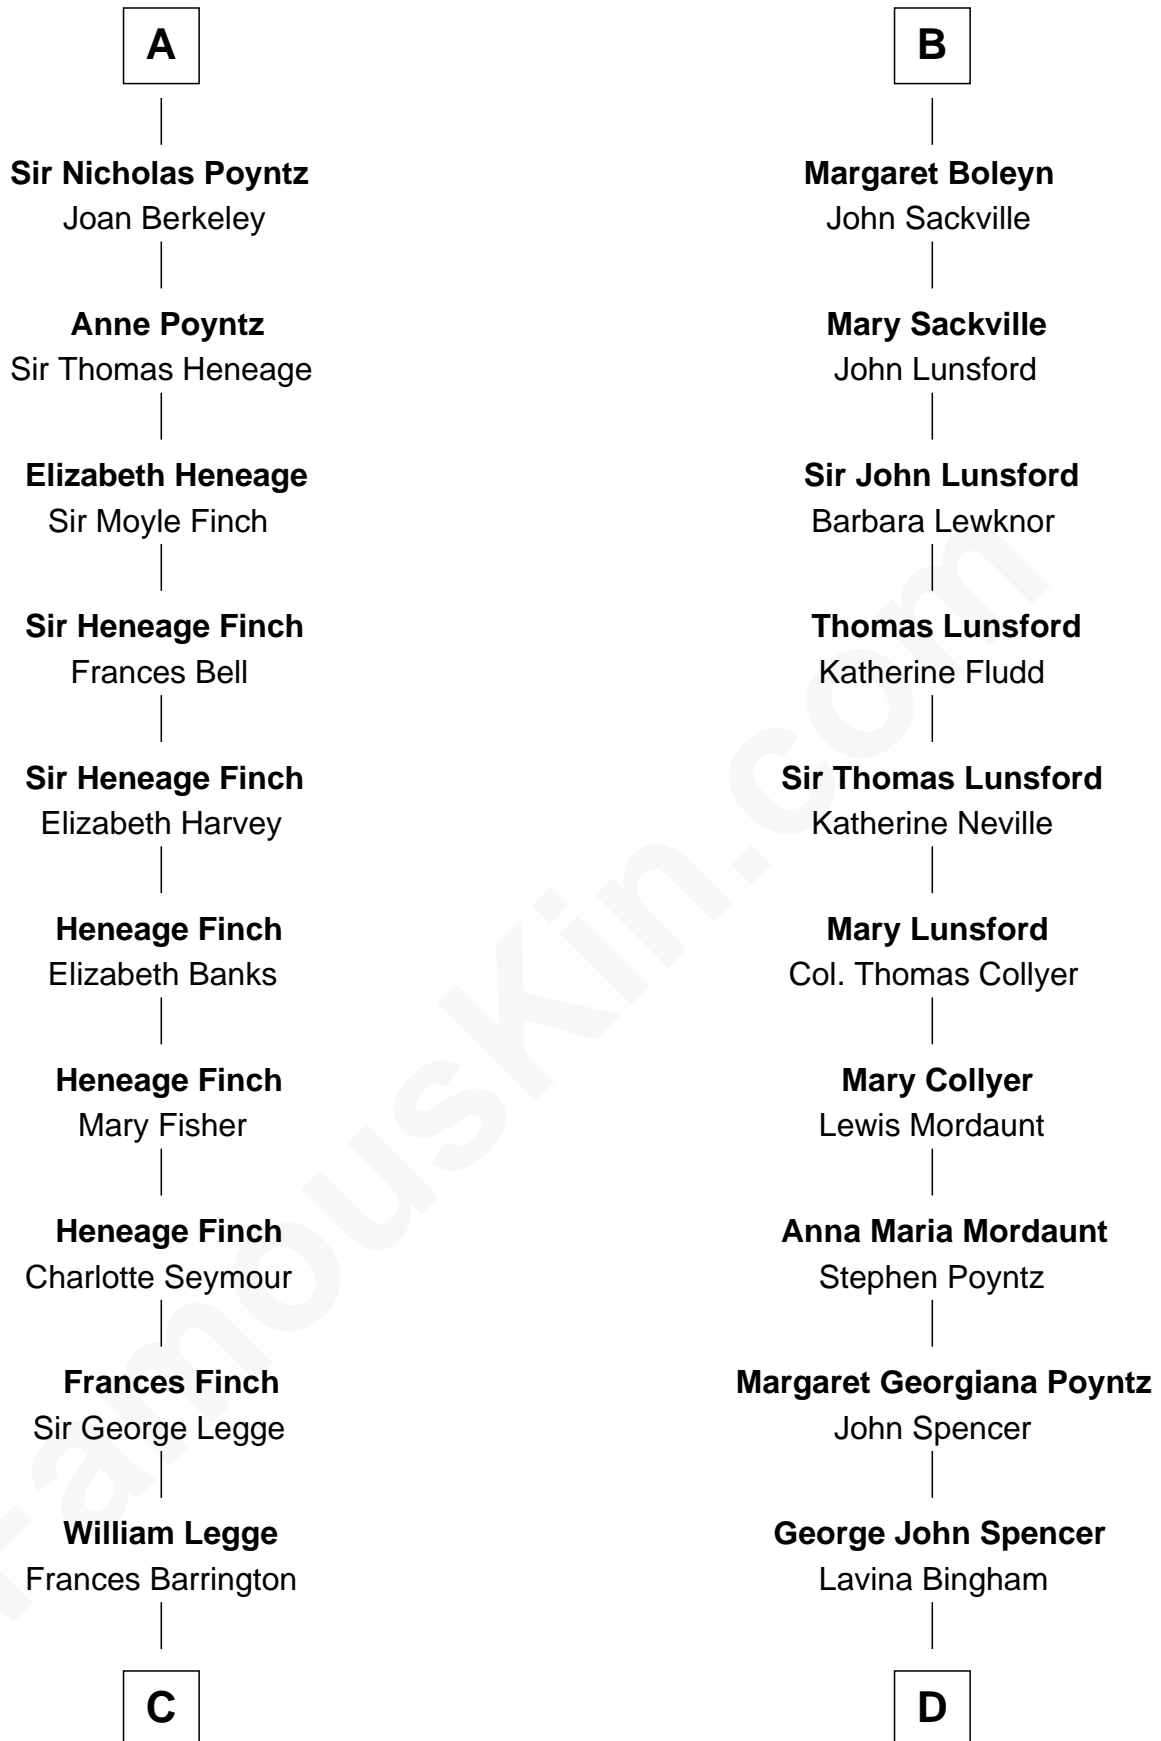 A
Sir Nicholas Poyntz
Joan Berkeley
Anne Poyntz
Sir Thomas Heneage
Elizabeth Heneage
Sir Moyle Finch
Sir Heneage Finch
Frances Bell
Sir Heneage Finch
Elizabeth Harvey
Heneage Finch
Elizabeth Banks
Heneage Finch
Mary Fisher
Heneage Finch
Charlotte Seymour
Frances Finch
Sir George Legge
William Legge
Frances Barrington
C
B
Margaret Boleyn
John Sackville
Mary Sackville
John Lunsford
Sir John Lunsford
Barbara Lewknor
Thomas Lunsford
Katherine Fludd
Sir Thomas Lunsford
Katherine Neville
Mary Lunsford
Col. Thomas Collyer
Mary Collyer
Lewis Mordaunt
Anna Maria Mordaunt
Stephen Poyntz
Margaret Georgiana Poyntz
John Spencer
George John Spencer
Lavina Bingham
D
FamousKin.com